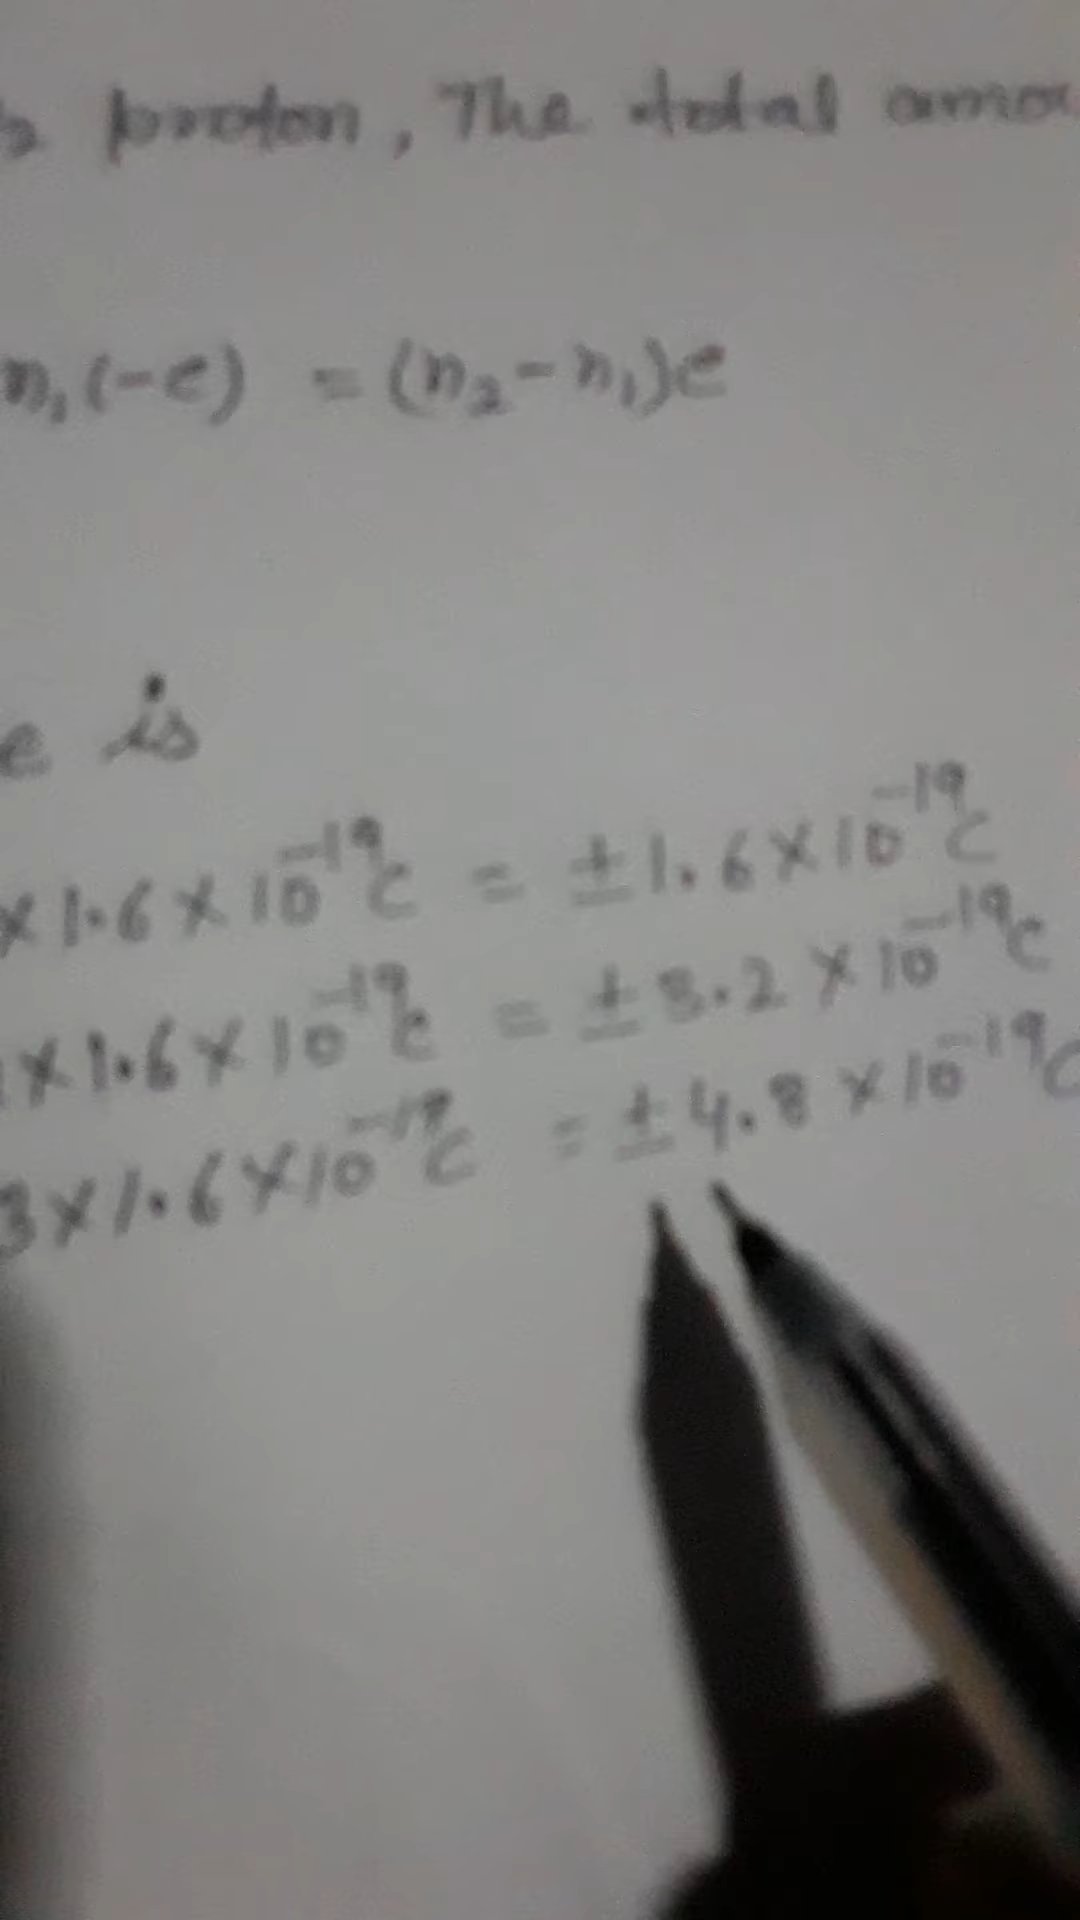 proton, The total amou
n₁(-e) = (n₂-n₁)e
e is
×1.6×10⁻¹⁹C = ±1.6×10⁻¹⁹C
×1.6×10⁻¹⁹C = ±3.2×10⁻¹⁹C
3×1.6×10⁻¹⁹C = ±4.8×10⁻¹⁹C